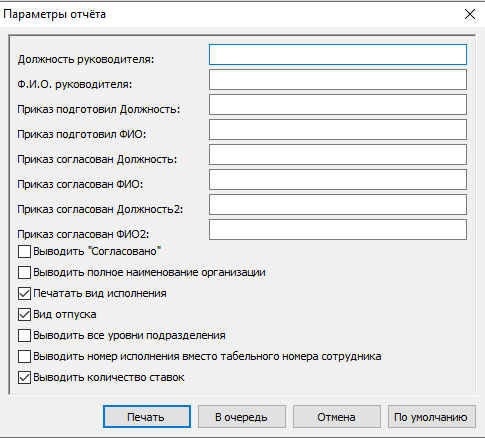 Параметры отчёта
Должность руководителя:
Ф.И.О. руководителя:
Приказ подготовил Должность:
Приказ подготовил ФИО:
Приказ согласован Должность:
Приказ согласован ФИО:
Приказ согласован Должность2:
Приказ согласован ФИО2:
Выводить "Согласовано"
Выводить полное наименование организации
Печатать вид исполнения
Вид отпуска
Выводить все уровни подразделения
Выводить номер исполнения вместо табельного номера сотрудника
Выводить количество ставок
Печать В очередь Отмена По умолчанию